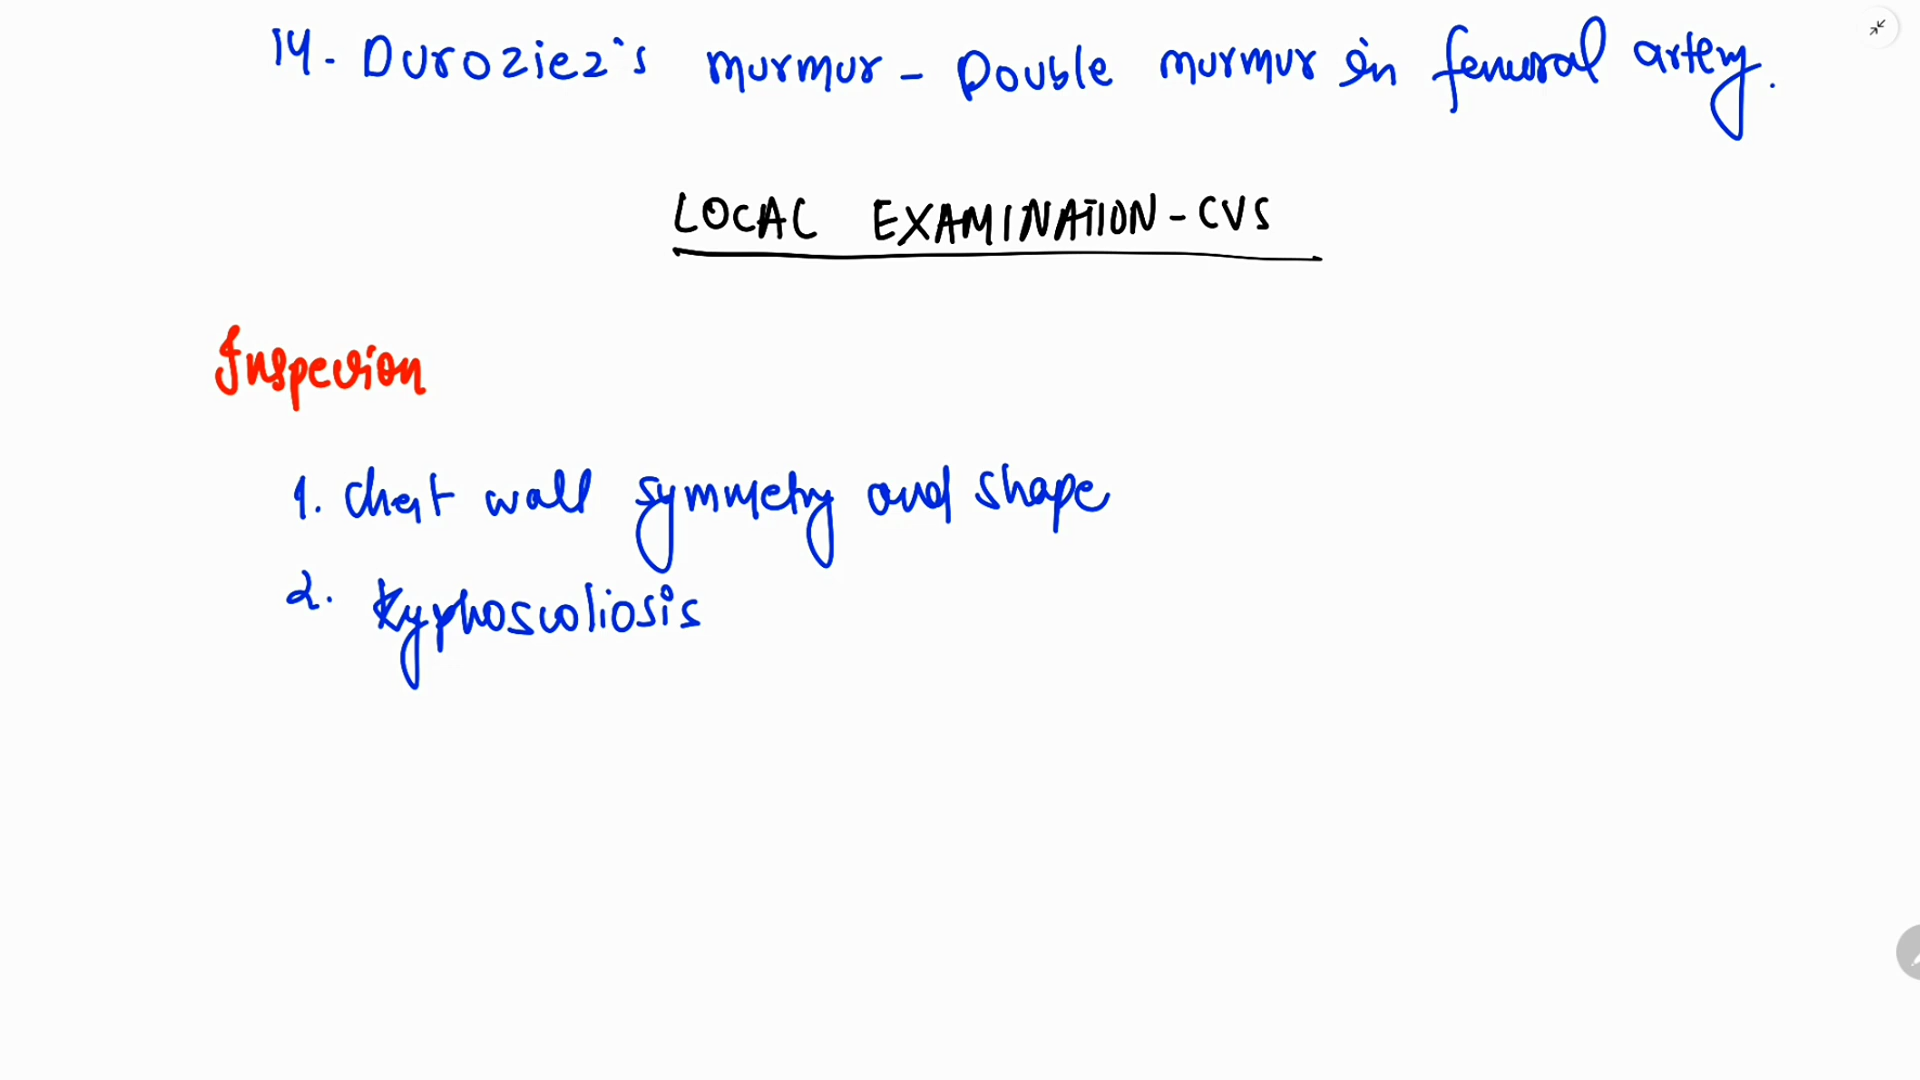 14. Duroziez's murmur - Double murmur in femoral artery.
LOCAL EXAMINATION - CVS
Inspection
1. Chest wall symmetry and shape
2. Kyphoscoliosis